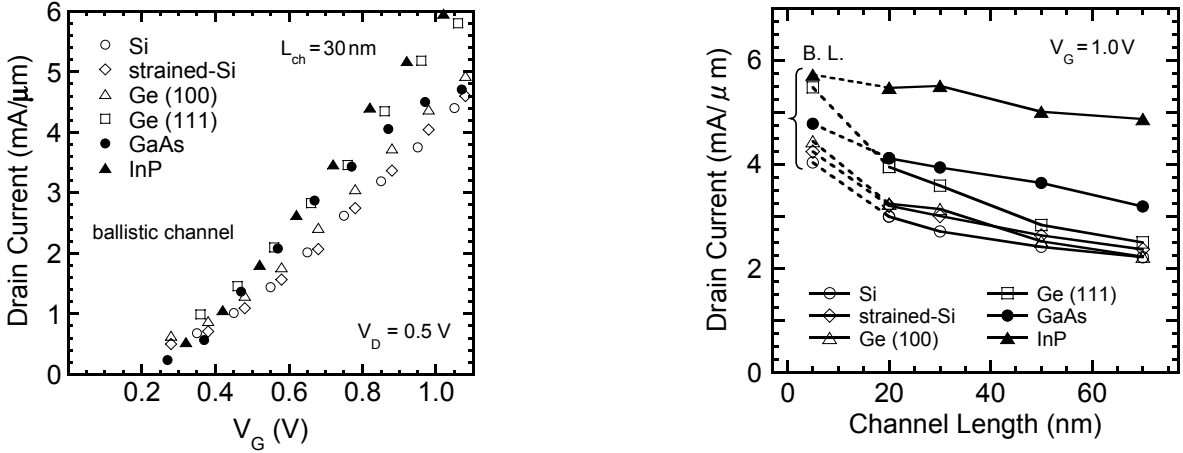 6
5
4
3
2
1
0
Drain Current (mA/μm)
Si
strained-Si
Ge (100)
Ge (111)
GaAs
InP
L_ch = 30 nm
ballistic channel
V_D = 0.5 V
0.2 0.4 0.6 0.8 1.0
V_G (V)
6
4
2
0
Drain Current (mA/μm)
B. L.
V_G = 1.0 V
Si
strained-Si
Ge (100)
Ge (111)
GaAs
InP
0 20 40 60
Channel Length (nm)